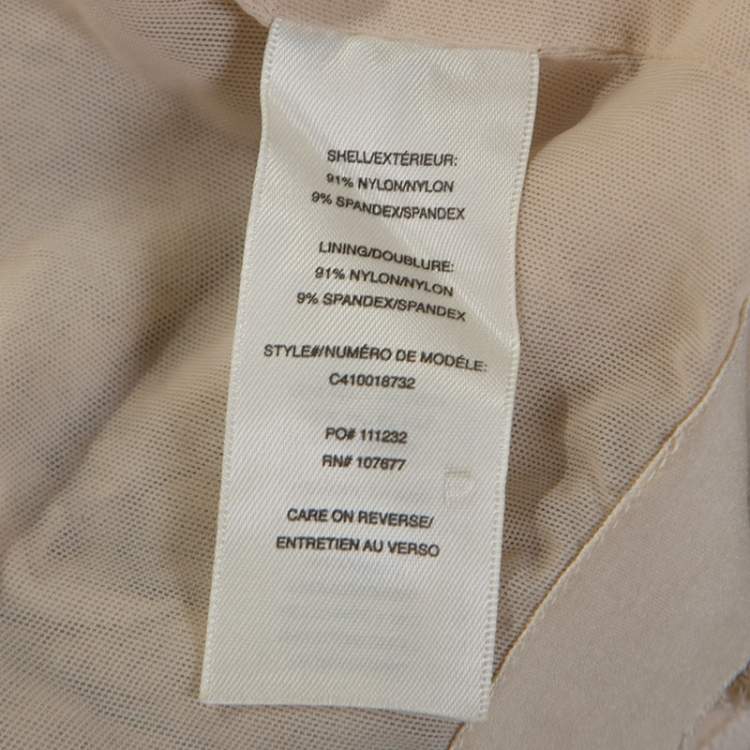 SHELL/EXTÉRIEUR:
91% NYLON/NYLON
9% SPANDEX/SPANDEX
LINING/DOUBLURE:
91% NYLON/NYLON
9% SPANDEX/SPANDEX
STYLE#/NUMÉRO DE MODÉLE:
C410018732
PO# 111232
RN# 107677
CARE ON REVERSE/
ENTRETIEN AU VERSO